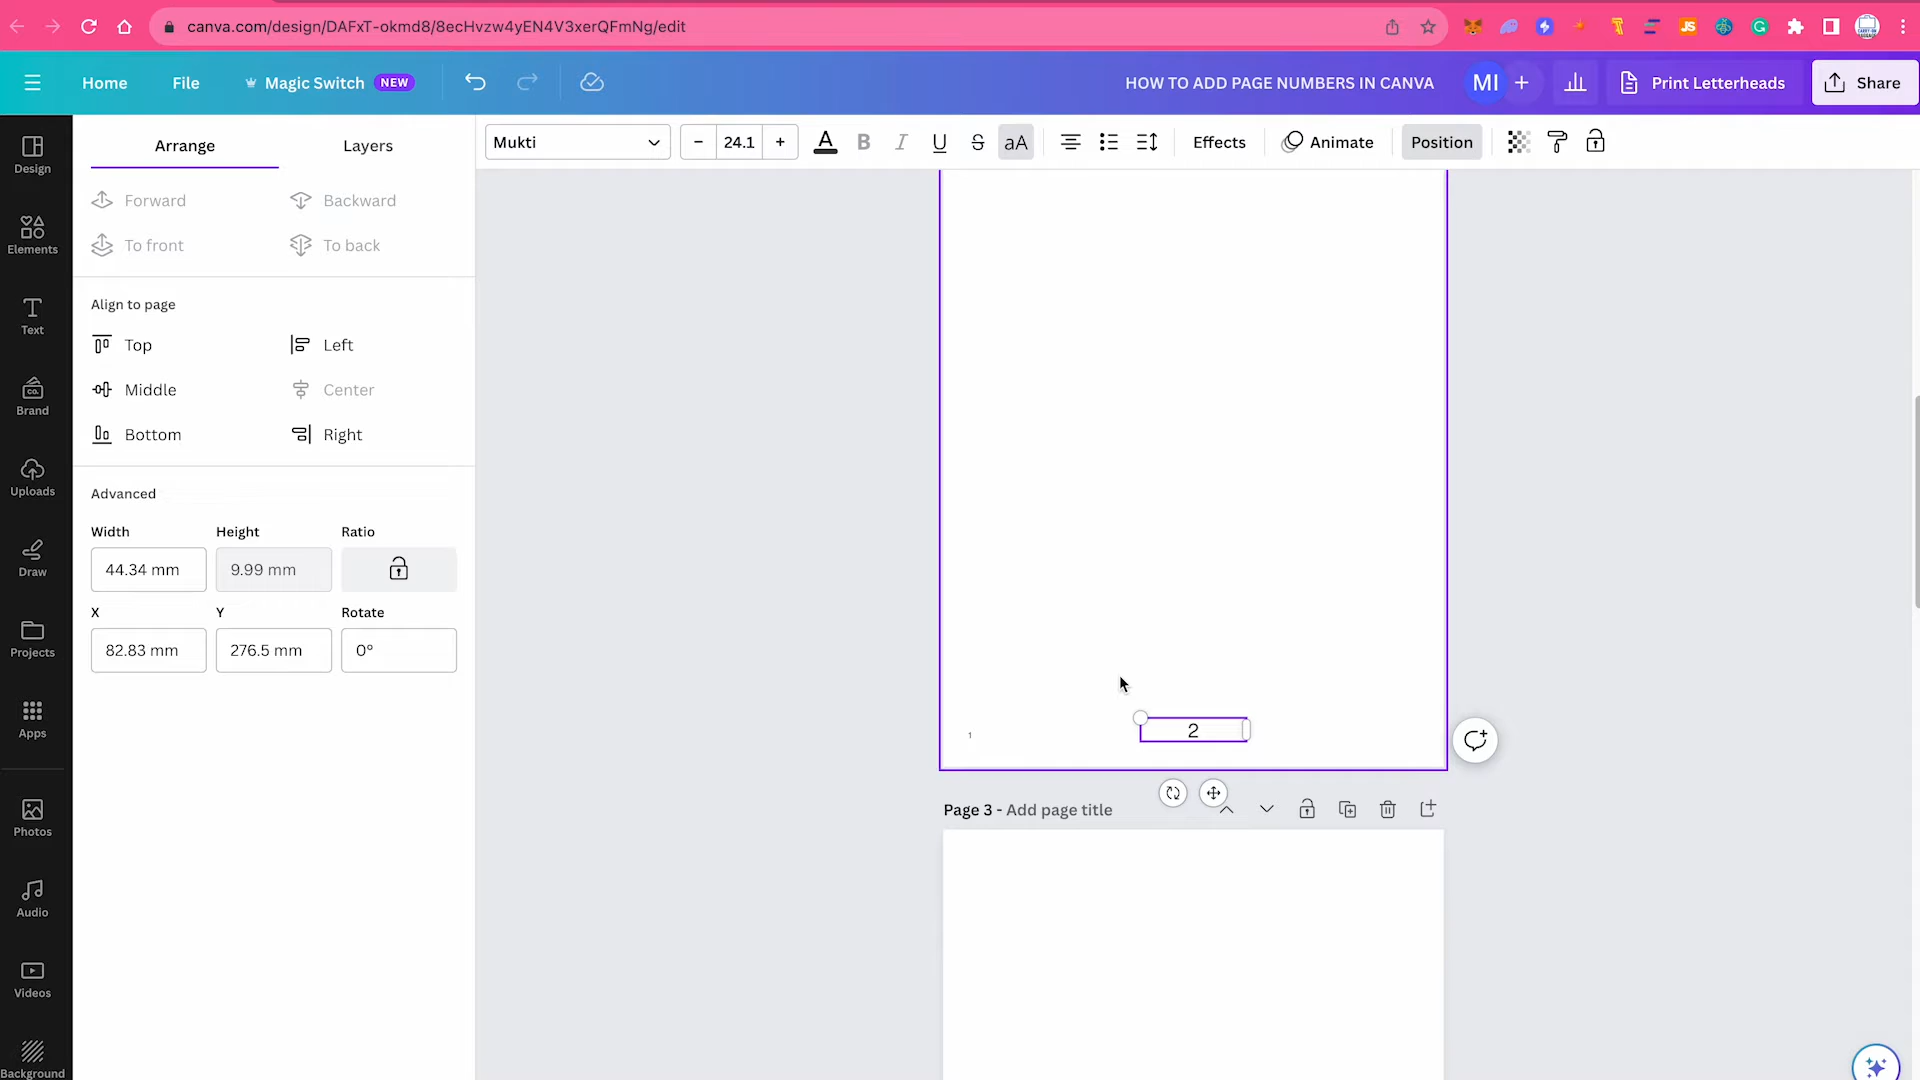 canva.com/design/DAFxT-okmd8/8ecHvzw4yEN4V3xerQFmNg/edit
Home File Magic Switch NEW HOW TO ADD PAGE NUMBERS IN CANVA MI + Print Letterheads Share
Mukti − 24.1 + A B I U S aA Effects Animate Position
Design
Elements
Text
Brand
Uploads
Draw
Projects
Apps
Photos
Audio
Videos
Background
Arrange Layers
Forward Backward
To front To back
Align to page
Top Left
Middle Center
Bottom Right
Advanced
Width Height Ratio
44.34 mm 9.99 mm
X Y Rotate
82.83 mm 276.5 mm 0°
1 2
Page 3 - Add page title